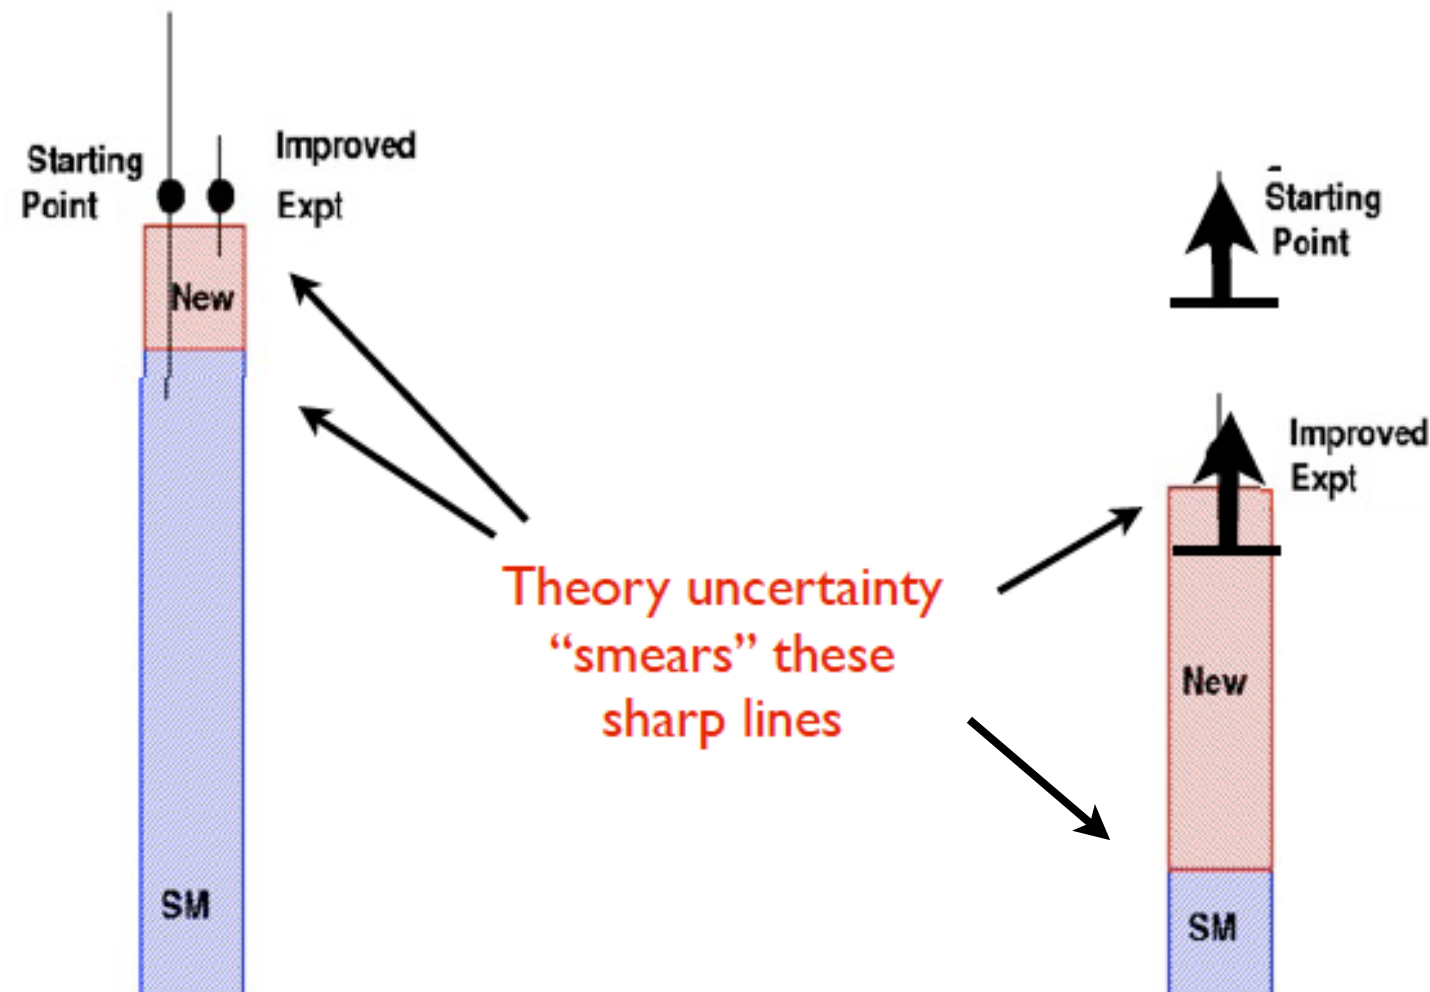 Starting
Point
Improved
Expt
New
SM
Theory uncertainty
“smears” these
sharp lines
Starting
Point
Improved
Expt
New
SM